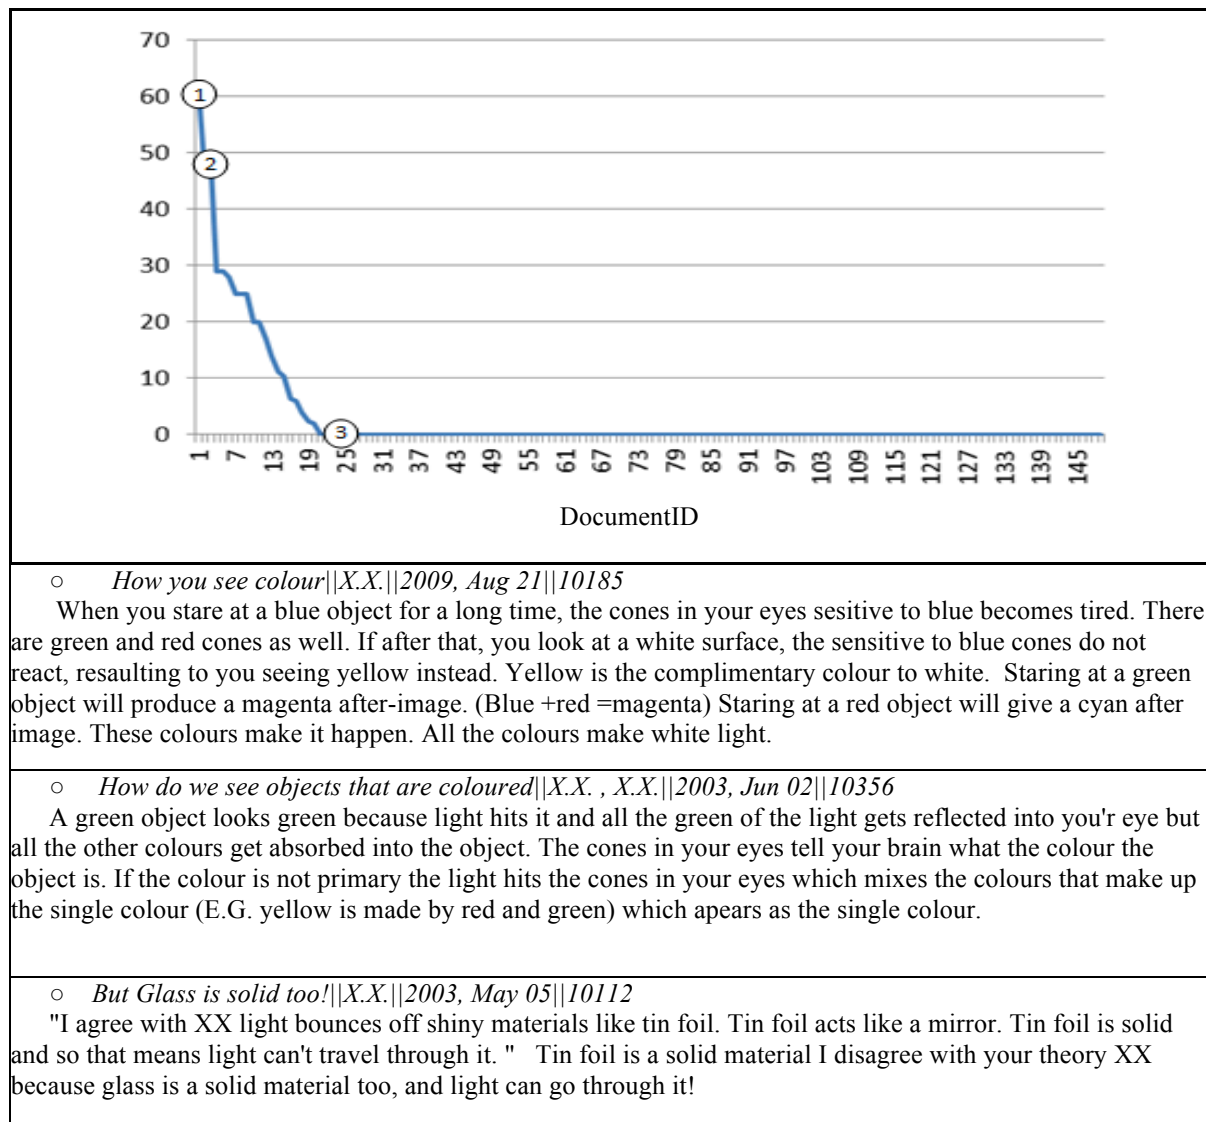 70
60
50
40
30
20
10
0
1
2
3
1 7 13 19 25 31 37 43 49 55 61 67 73 79 85 91 97 103 109 115 121 127 133 139 145
DocumentID
○ How you see colour||X.X.||2009, Aug 21||10185
When you stare at a blue object for a long time, the cones in your eyes sesitive to blue becomes tired. There
are green and red cones as well. If after that, you look at a white surface, the sensitive to blue cones do not
react, resaulting to you seeing yellow instead. Yellow is the complimentary colour to white. Staring at a green
object will produce a magenta after-image. (Blue +red =magenta) Staring at a red object will give a cyan after
image. These colours make it happen. All the colours make white light.
○ How do we see objects that are coloured||X.X. , X.X.||2003, Jun 02||10356
A green object looks green because light hits it and all the green of the light gets reflected into you'r eye but
all the other colours get absorbed into the object. The cones in your eyes tell your brain what the colour the
object is. If the colour is not primary the light hits the cones in your eyes which mixes the colours that make up
the single colour (E.G. yellow is made by red and green) which apears as the single colour.
○ But Glass is solid too!||X.X.||2003, May 05||10112
"I agree with XX light bounces off shiny materials like tin foil. Tin foil acts like a mirror. Tin foil is solid
and so that means light can't travel through it. " Tin foil is a solid material I disagree with your theory XX
because glass is a solid material too, and light can go through it!